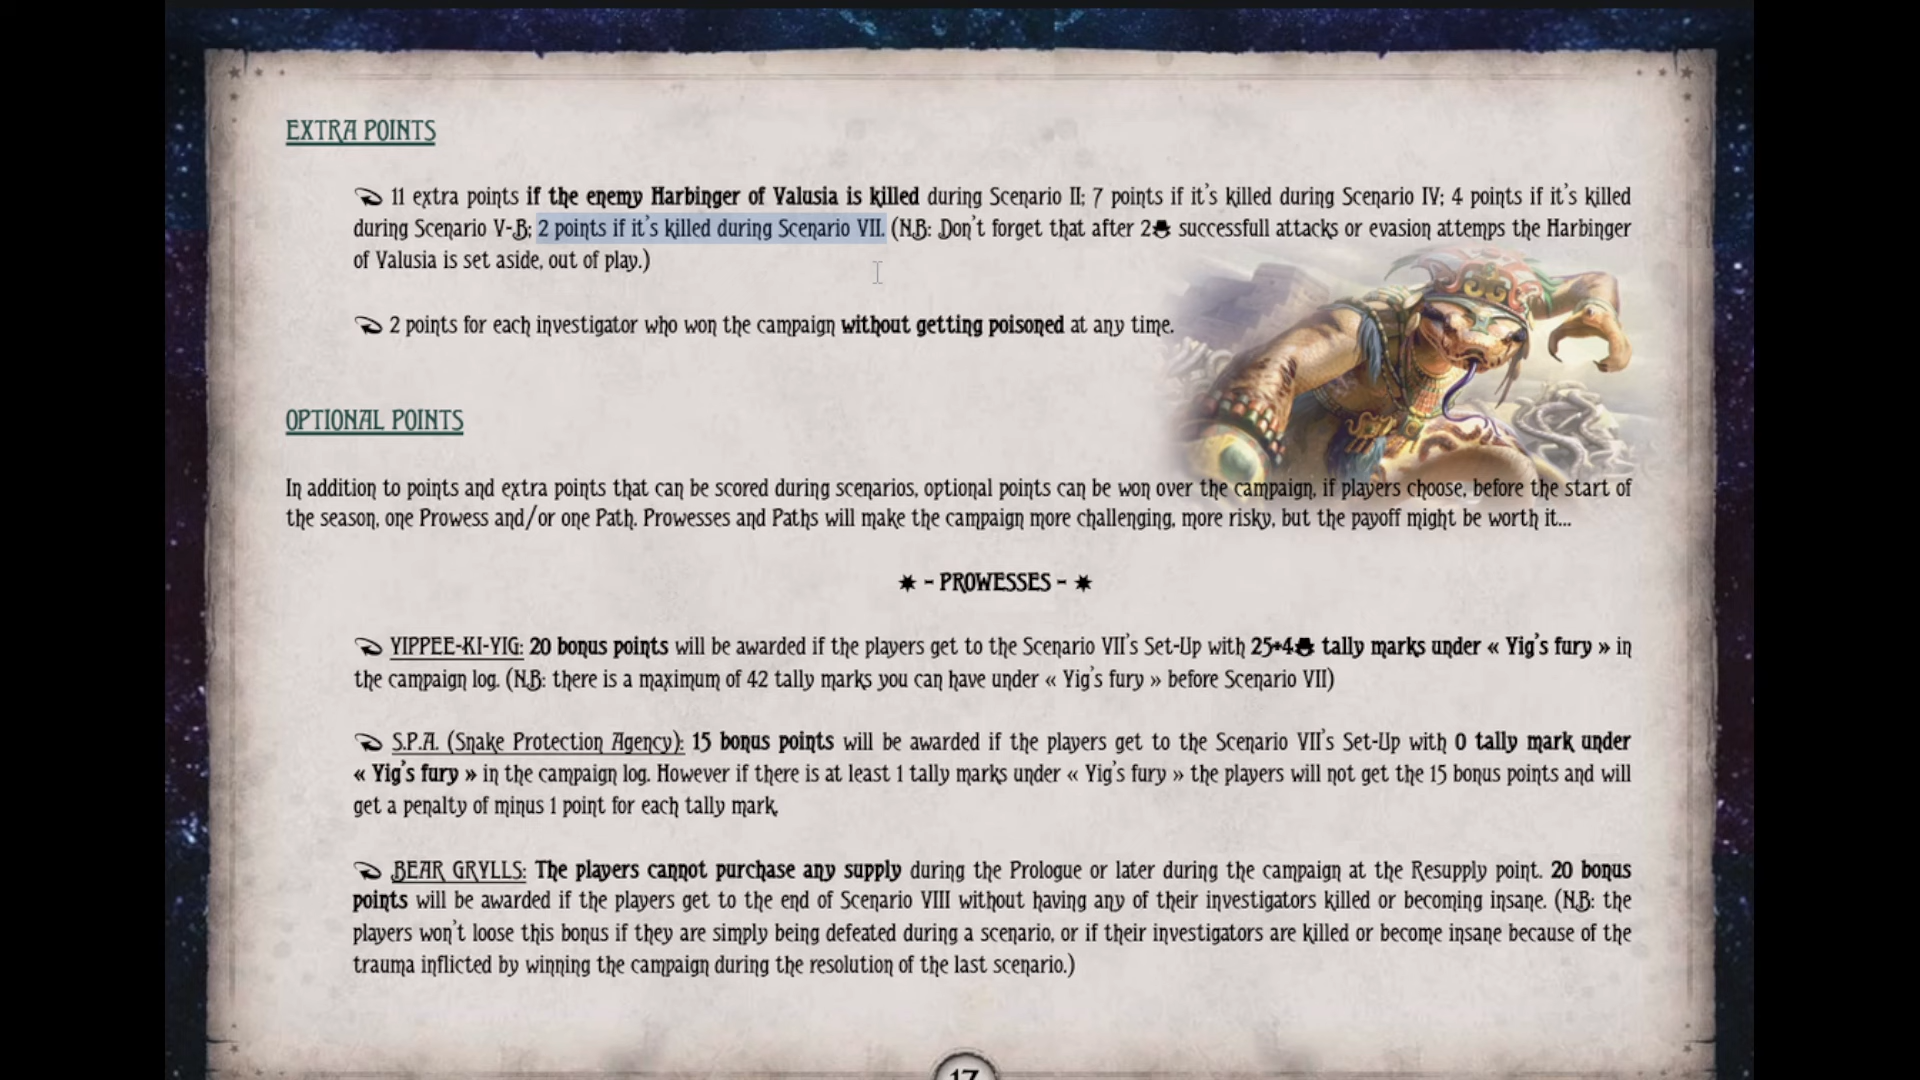 EXTRA POINTS
11 extra points if the enemy Harbinger of Valusia is killed during Scenario II; 7 points if it's killed during Scenario IV; 4 points if it's killed
during Scenario V-B; 2 points if it's killed during Scenario VII. (N.B: Don't forget that after 2 successfull attacks or evasion attemps the Harbinger
of Valusia is set aside, out of play.)
2 points for each investigator who won the campaign without getting poisoned at any time.
OPTIONAL POINTS
In addition to points and extra points that can be scored during scenarios, optional points can be won over the campaign, if players choose, before the start of
the season, one Prowess and/or one Path. Prowesses and Paths will make the campaign more challenging, more risky, but the payoff might be worth it...
- PROWESSES -
YIPPEE-KI-YIG: 20 bonus points will be awarded if the players get to the Scenario VII's Set-Up with 25+4 tally marks under « Yig's fury » in
the campaign log. (N.B: there is a maximum of 42 tally marks you can have under « Yig's fury » before Scenario VII)
S.P.A. (Snake Protection Agency): 15 bonus points will be awarded if the players get to the Scenario VII's Set-Up with 0 tally mark under
« Yig's fury » in the campaign log. However if there is at least 1 tally marks under « Yig's fury » the players will not get the 15 bonus points and will
get a penalty of minus 1 point for each tally mark.
BEAR GRYLLS: The players cannot purchase any supply during the Prologue or later during the campaign at the Resupply point. 20 bonus
points will be awarded if the players get to the end of Scenario VIII without having any of their investigators killed or becoming insane. (N.B: the
players won't loose this bonus if they are simply being defeated during a scenario, or if their investigators are killed or become insane because of the
trauma inflicted by winning the campaign during the resolution of the last scenario.)
17